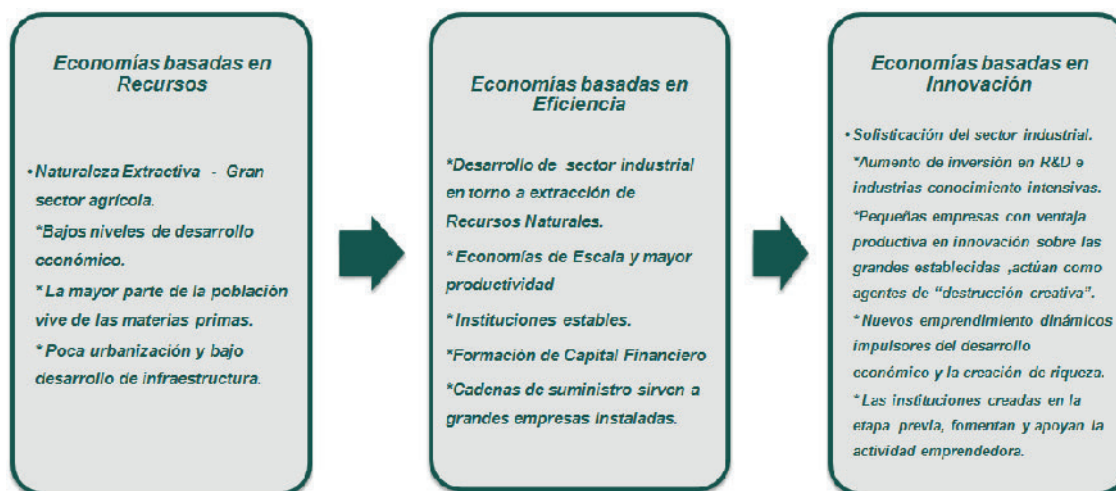 Economías basadas en
Recursos
•Naturaleza Extractiva - Gran
sector agrícola.
*Bajos niveles de desarrollo
económico.
* La mayor parte de la población
vive de las materias primas.
* Poca urbanización y bajo
desarrollo de infraestructura.
Economías basadas en
Eficiencia
*Desarrollo de sector industrial
en torno a extracción de
Recursos Naturales.
* Economías de Escala y mayor
productividad
* Instituciones estables.
*Formación de Capital Financiero
*Cadenas de suministro sirven a
grandes empresas instaladas.
Economías basadas en
Innovación
• Sofisticación del sector industrial.
*Aumento de inversión en R&D e
industrias conocimiento intensivas.
*Pequeñas empresas con ventaja
productiva en innovación sobre las
grandes establecidas ,actúan como
agentes de “destrucción creativa”.
* Nuevos emprendimiento dinámicos
impulsores del desarrollo
económico y la creación de riqueza.
* Las instituciones creadas en la
etapa previa, fomentan y apoyan la
actividad emprendedora.